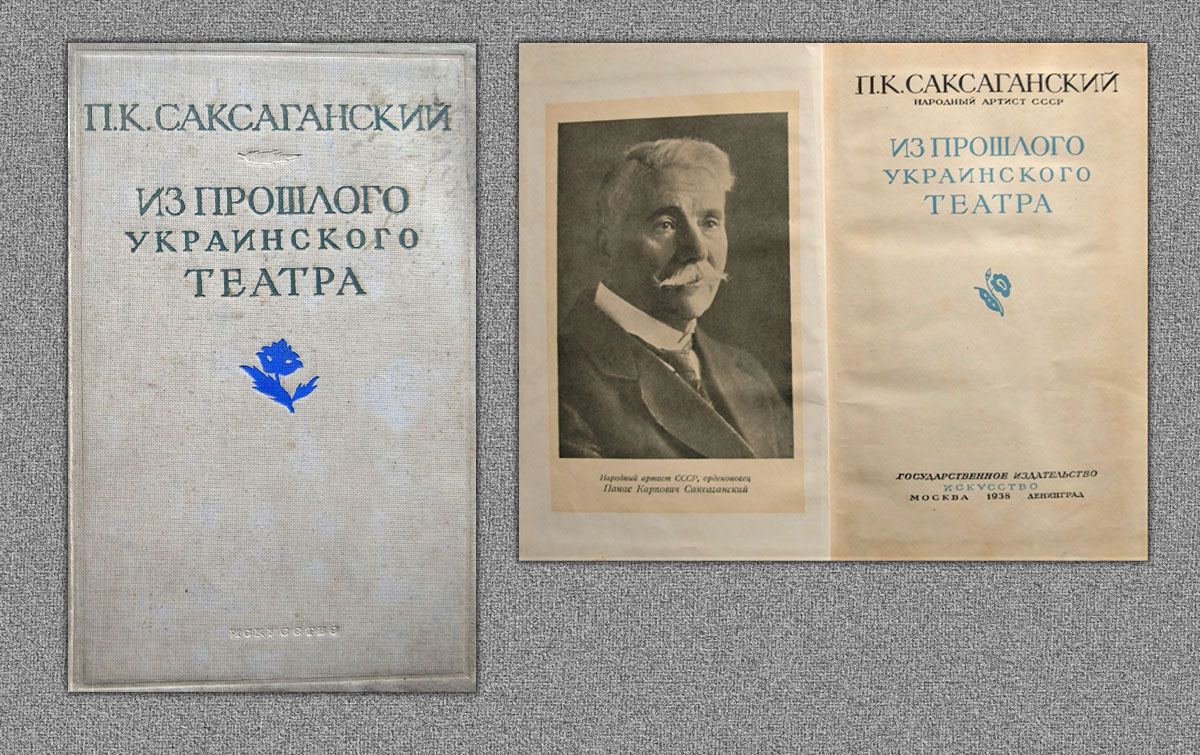 П.К.САКСАГАНСКИЙ
ИЗ ПРОШЛОГО
УКРАИНСКОГО
ТЕАТРА
ИСКУССТВО
Народный артист СССР, орденоносец
Панас Карпович Саксаганский
П.К.САКСАГАНСКИЙ
НАРОДНЫЙ АРТИСТ СССР
ИЗ ПРОШЛОГО
УКРАИНСКОГО
ТЕАТРА
ГОСУДАРСТВЕННОЕ ИЗДАТЕЛЬСТВО
ИСКУССТВО
МОСКВА 1938 ЛЕНИНГРАД